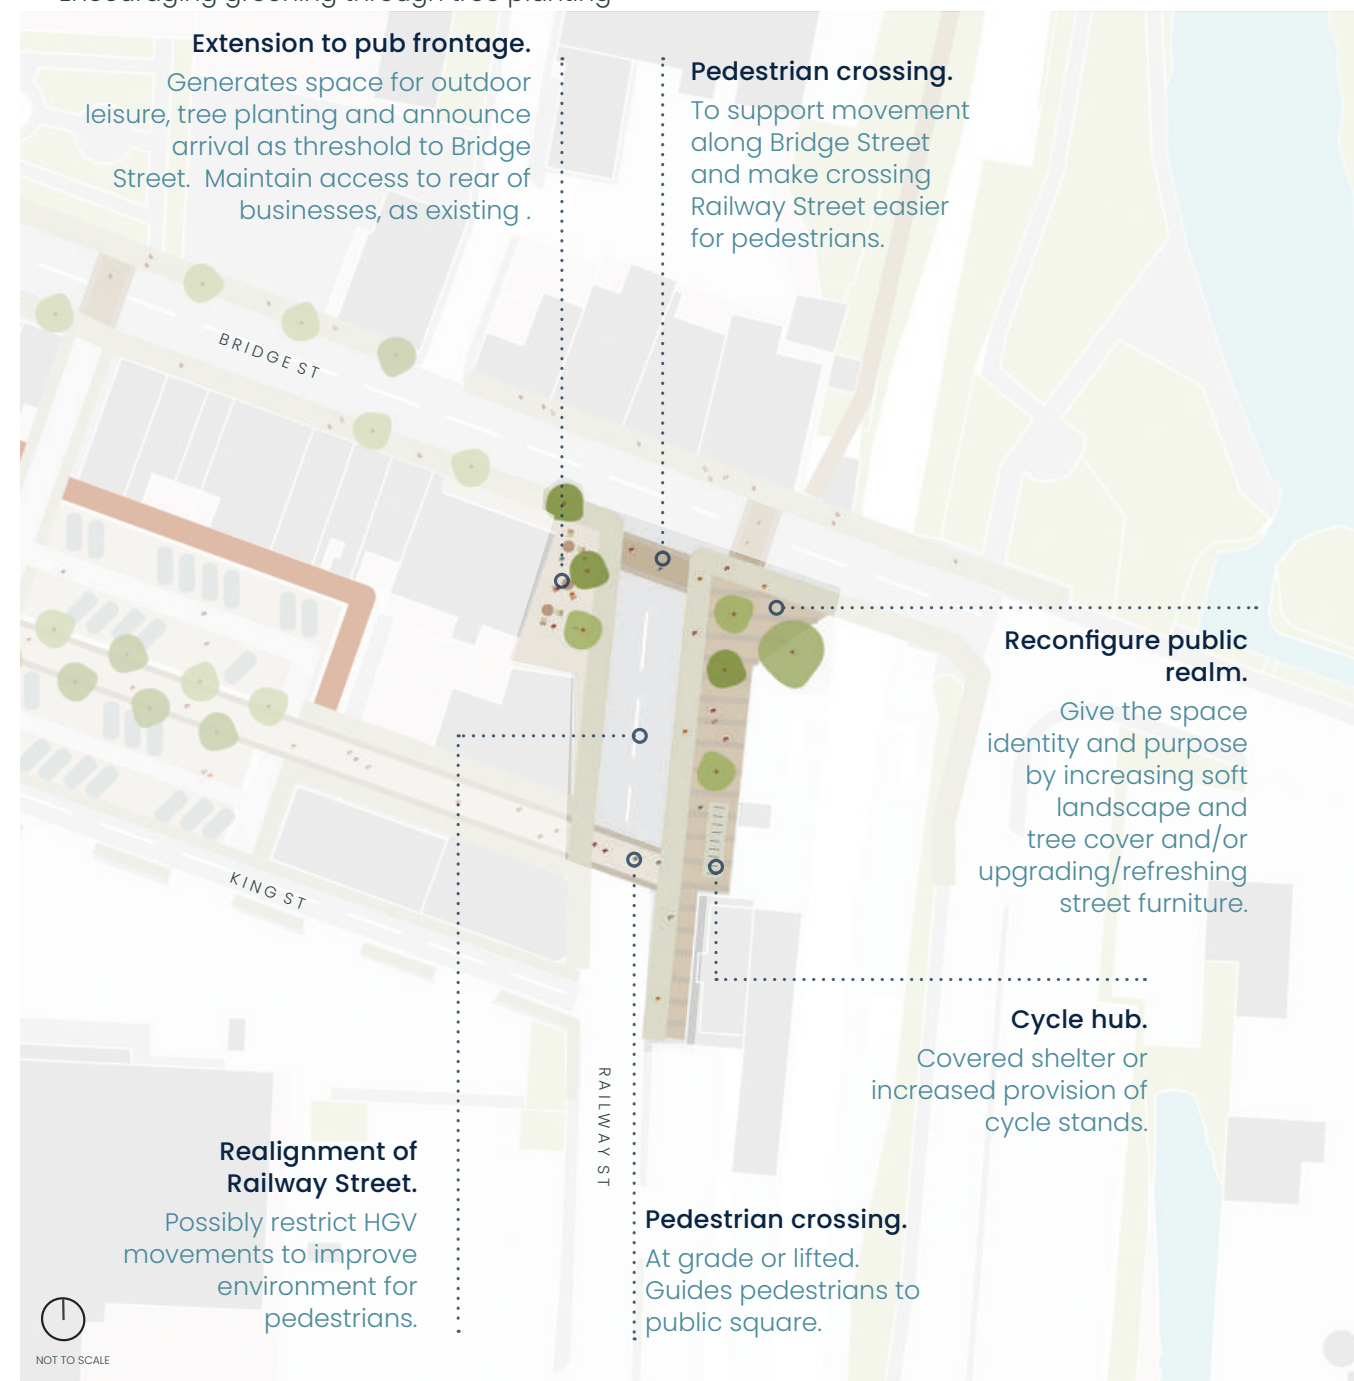 Encouraging greening through tree planting
Extension to pub frontage.
Generates space for outdoor
leisure, tree planting and announce
arrival as threshold to Bridge
Street.  Maintain access to rear of
businesses, as existing .
Pedestrian crossing.
To support movement
along Bridge Street
and make crossing
Railway Street easier
for pedestrians.
BRIDGE ST
Reconfigure public
realm.
Give the space
identity and purpose
by increasing soft
landscape and
tree cover and/or
upgrading/refreshing
street furniture.
KING ST
Cycle hub.
Covered shelter or
increased provision of
cycle stands.
RAILWAY ST
Realignment of
Railway Street.
Possibly restrict HGV
movements to improve
environment for
pedestrians.
Pedestrian crossing.
At grade or lifted.
Guides pedestrians to
public square.
NOT TO SCALE